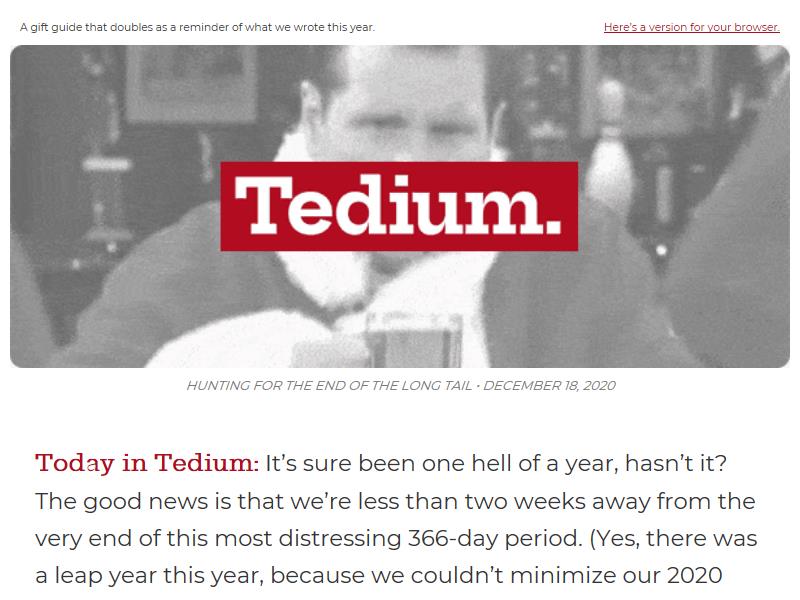 A gift guide that doubles as a reminder of what we wrote this year.
Here's a version for your browser.
Tedium.
HUNTING FOR THE END OF THE LONG TAIL • DECEMBER 18, 2020
Today in Tedium: It’s sure been one hell of a year, hasn’t it?
The good news is that we’re less than two weeks away from the
very end of this most distressing 366-day period. (Yes, there was
a leap year this year, because we couldn’t minimize our 2020